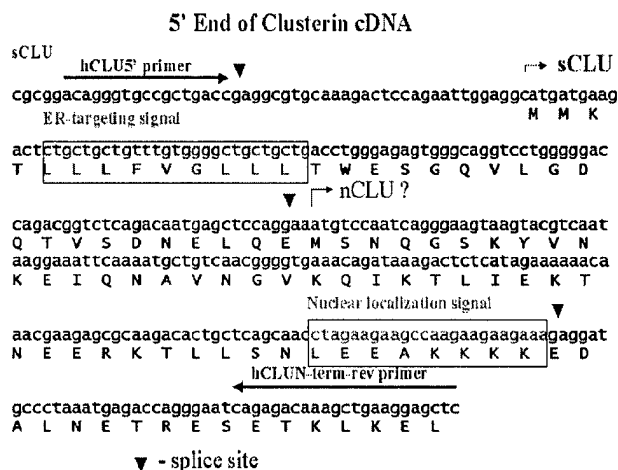 5' End of Clusterin cDNA
sCLU
hCLU5' primer
sCLU
cgcggacagggtgccgctgaccgaggcgtgcaaagactccagaattggaggcatgatgaag
ER-targeting signal
M M K
actctgctgctgtttgtggggctgctgctgacctgggagagtgggcaggtcctgggggac
T L L L F V G L L L T W E S G Q V L G D
nCLU ?
cagacggtctcagacaatgagctccaggaaatgtccaatcagggaagtaagtacgtcaat
Q T V S D N E L Q E M S N Q G S K Y V N
aaggaaattcaaaatgctgtcaacggggtgaaacagataaagactctcatagaaaaaaca
K E I Q N A V N G V K Q I K T L I E K T
Nuclear localization signal
aacgaagagcgcaagacactgctcagcaacctagaagaagccaagaagaagaaagaggat
N E E R K T L L S N L E E A K K K K E D
hCLUN-term-rev primer
gccctaaatgagaccagggaatcagagacaaagctgaaggagctc
A L N E T R E S E T K L K E L
- splice site